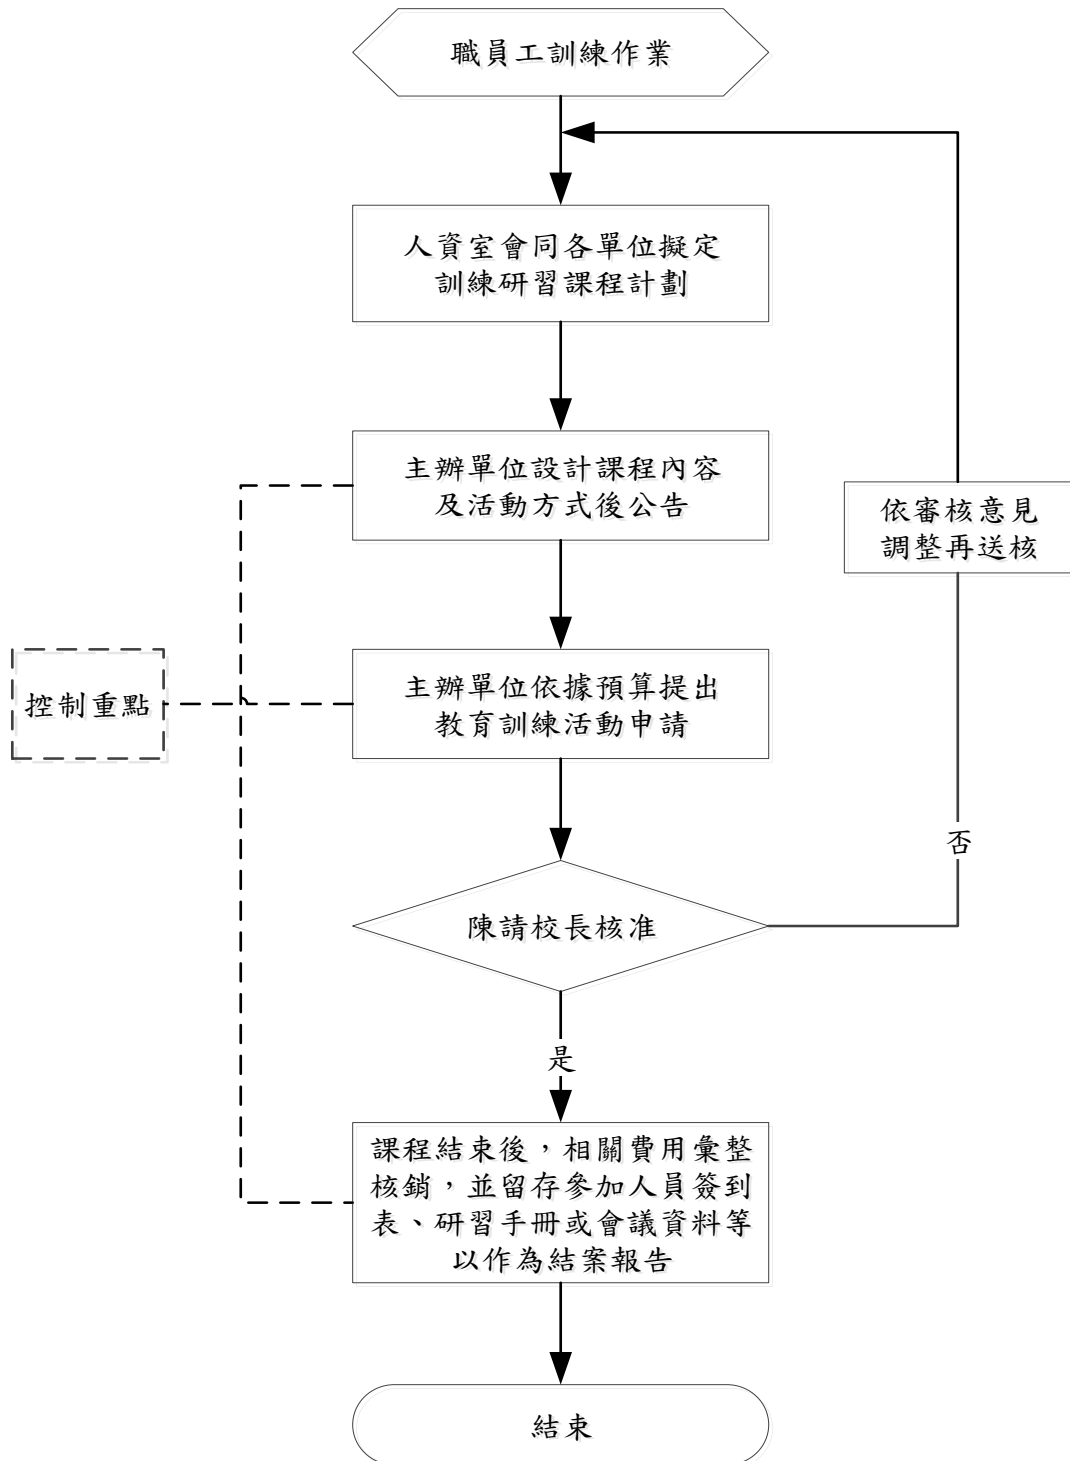 職員工訓練作業
人資室會同各單位擬定
訓練研習課程計劃
主辦單位設計課程內容
及活動方式後公告
依審核意見
調整再送核
控制重點
主辦單位依據預算提出
教育訓練活動申請
否
陳請校長核准
是
課程結束後，相關費用彙整
核銷，並留存參加人員簽到
表、研習手冊或會議資料等
以作為結案報告
結束